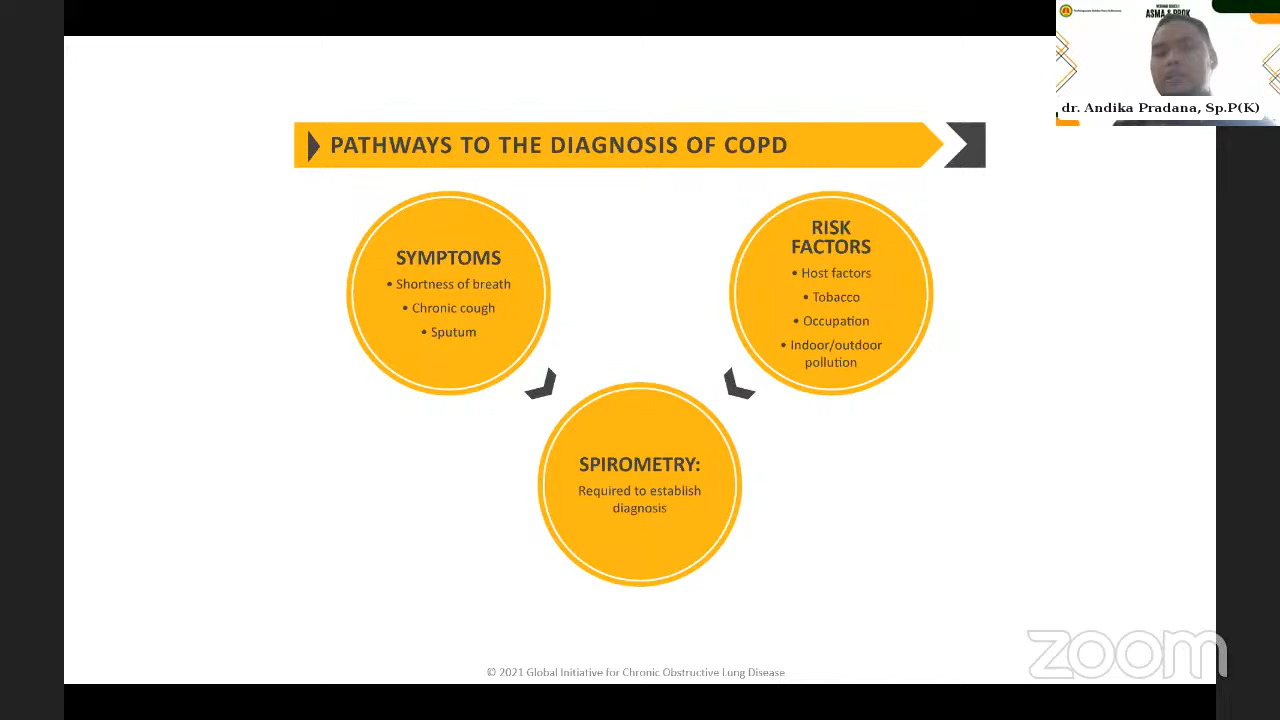 ASMA & PPOK
dr. Andika Pradana, Sp.P(K)
PATHWAYS TO THE DIAGNOSIS OF COPD
SYMPTOMS
• Shortness of breath
• Chronic cough
• Sputum
RISK
FACTORS
• Host factors
• Tobacco
• Occupation
• Indoor/outdoor
pollution
SPIROMETRY:
Required to establish
diagnosis
© 2021 Global Initiative for Chronic Obstructive Lung Disease
zoom